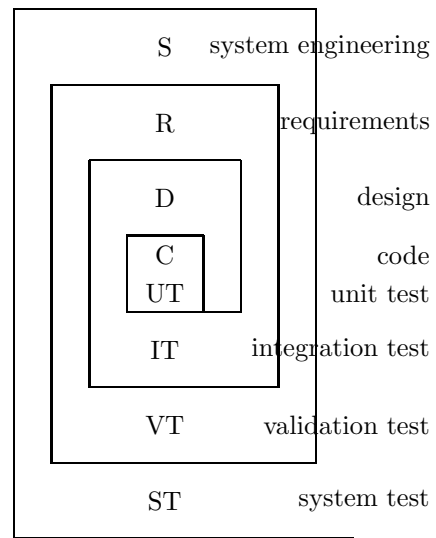 S system engineering
R requirements
D design
C code
UT unit test
IT integration test
VT validation test
ST system test